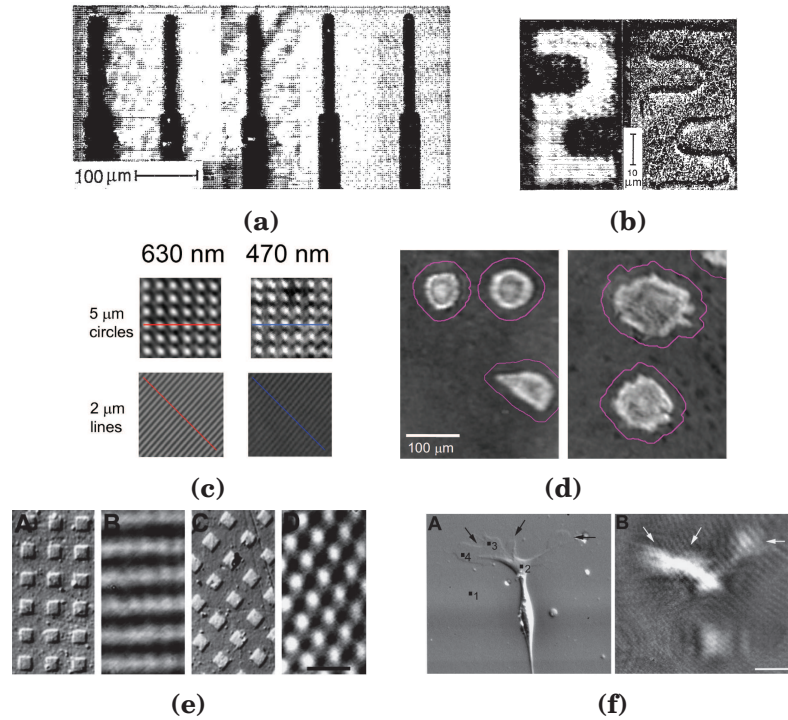 100 μm
10
μm
(a)
(b)
630 nm
470 nm
5 μm
circles
2 μm
lines
100 μm
(c)
(d)
A
B
C
D
A
B
3
4
2
1
(e)
(f)